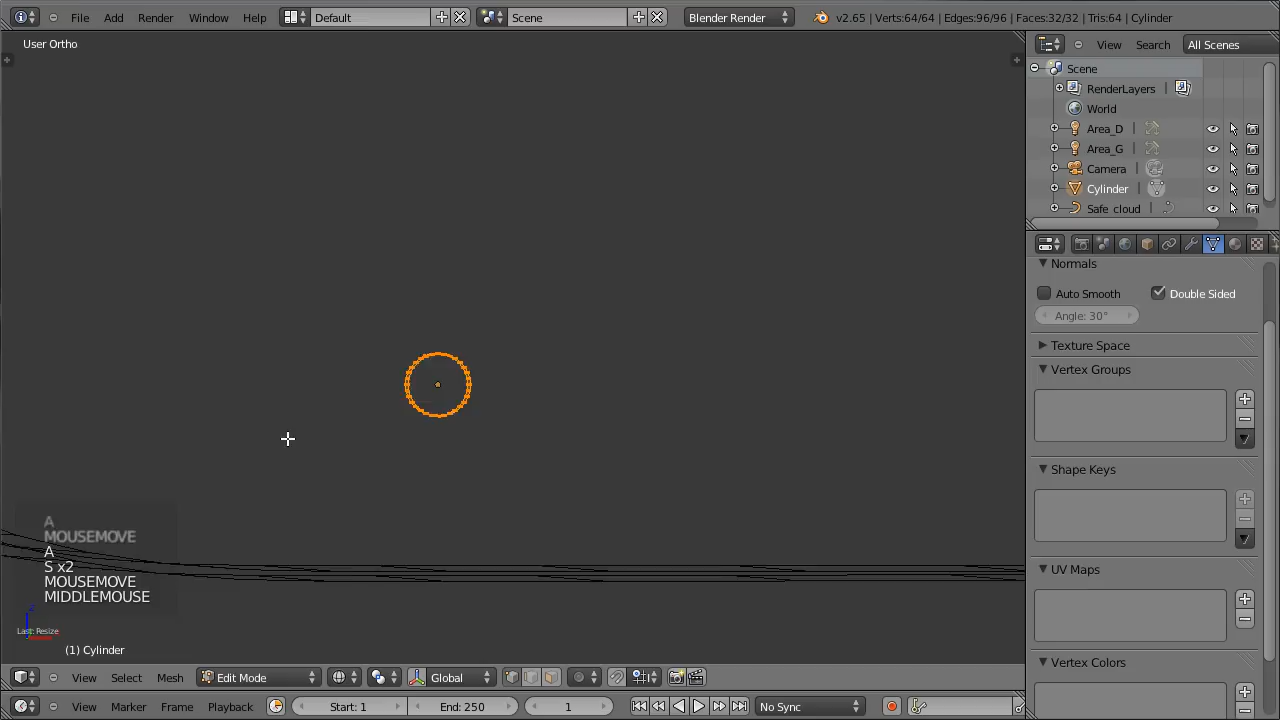 File Add Render Window Help Default Scene Blender Render v2.65 | Verts:64/64 | Edges:96/96 | Faces:32/32 | Tris:64 | Cylinder
User Ortho
View Search All Scenes
Scene
RenderLayers
World
Area_D
Area_G
Camera
Cylinder
Safe cloud
Normals
Auto Smooth Double Sided
Angle: 30°
Texture Space
Vertex Groups
Shape Keys
UV Maps
Vertex Colors
A
MOUSEMOVE
A
S x2
MOUSEMOVE
MIDDLEMOUSE
Last: Resize
(1) Cylinder
View Select Mesh Edit Mode Global
View Marker Frame Playback Start: 1 End: 250 1 No Sync